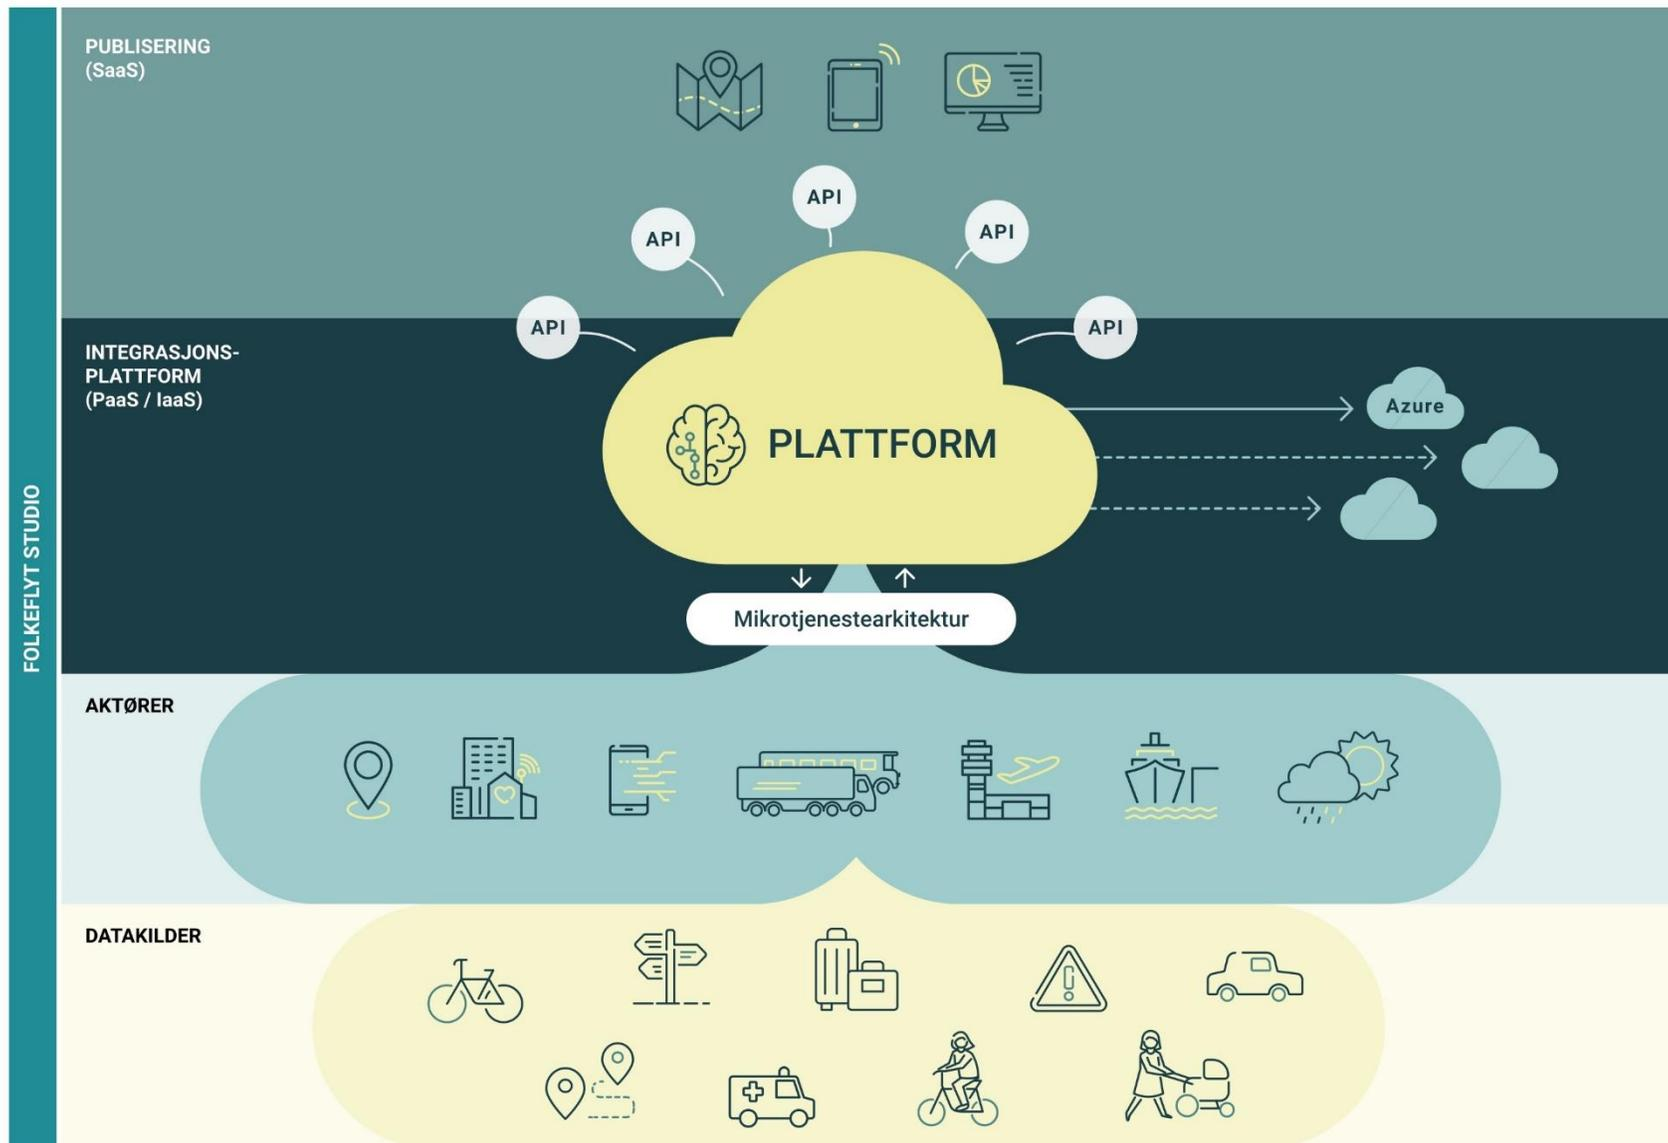 FOLKEFLYT STUDIO
PUBLISERING
(SaaS)
API
API
API
API
API
INTEGRASJONS-
PLATTFORM
(PaaS / IaaS)
PLATTFORM
Azure
Mikrotjenestearkitektur
AKTØRER
DATAKILDER